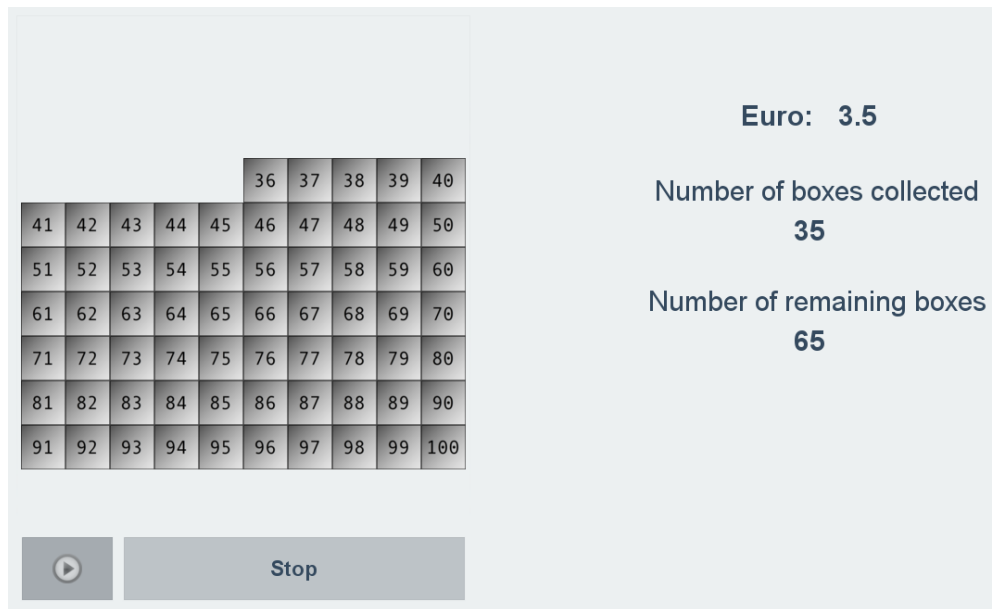 Euro: 3.5
36 37 38 39 40
Number of boxes collected
41 42 43 44 45 46 47 48 49 50
35
51 52 53 54 55 56 57 58 59 60
Number of remaining boxes
61 62 63 64 65 66 67 68 69 70
65
71 72 73 74 75 76 77 78 79 80
81 82 83 84 85 86 87 88 89 90
91 92 93 94 95 96 97 98 99 100
Stop